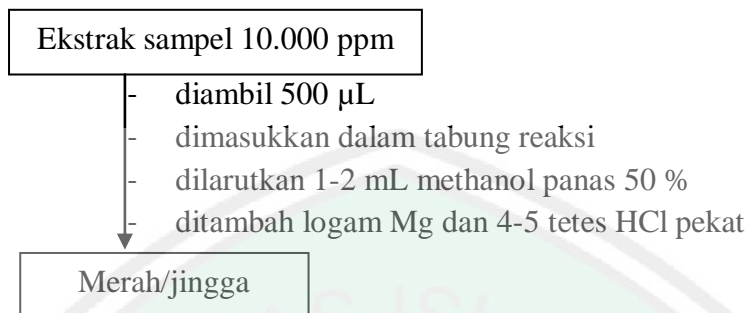 Ekstrak sampel 10.000 ppm
- diambil 500 µL
- dimasukkan dalam tabung reaksi
- dilarutkan 1-2 mL methanol panas 50 %
- ditambah logam Mg dan 4-5 tetes HCl pekat
Merah/jingga